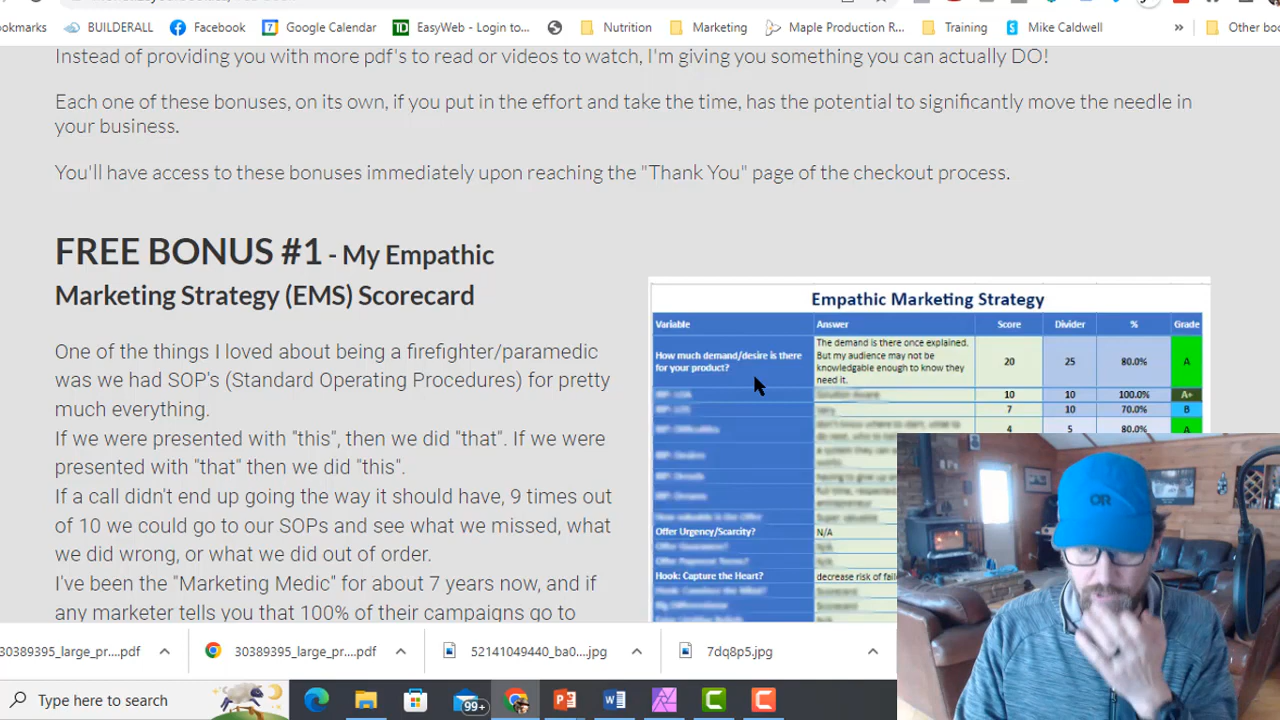 ookmarks BUILDERALL Facebook 7 Google Calendar TD EasyWeb - Login to... Nutrition Marketing Maple Production R... Training Mike Caldwell » Other boo
Instead of providing you with more pdf's to read or videos to watch, I'm giving you something you can actually DO!
Each one of these bonuses, on its own, if you put in the effort and take the time, has the potential to significantly move the needle in
your business.
You'll have access to these bonuses immediately upon reaching the "Thank You" page of the checkout process.
FREE BONUS #1 - My Empathic
Marketing Strategy (EMS) Scorecard
One of the things I loved about being a firefighter/paramedic
was we had SOP's (Standard Operating Procedures) for pretty
much everything.
If we were presented with "this", then we did "that". If we were
presented with "that" then we did "this".
If a call didn't end up going the way it should have, 9 times out
of 10 we could go to our SOPs and see what we missed, what
we did wrong, or what we did out of order.
I've been the "Marketing Medic" for about 7 years now, and if
any marketer tells you that 100% of their campaigns go to
Empathic Marketing Strategy
Variable Answer Score Divider % Grade
How much demand/desire is there
for your product?
The demand is there once explained.
But my audience may not be
knowledgable enough to know they
need it.
20 25 80.0% A
10 10 100.0% A+
7 10 70.0% B
4 5 80.0% A
Offer Urgency/Scarcity? N/A
Hook: Capture the Heart? decrease risk of fail
OR
30389395_large_pr....pdf 30389395_large_pr....pdf 52141049440_ba0....jpg 7dq8p5.jpg
Type here to search 99+